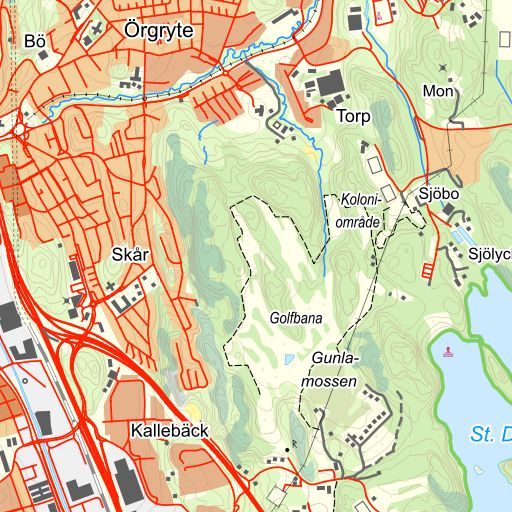 Örgryte
Bö
Mon
Torp
Sjöbo
Koloni-
område
Skår
Sjölyc
Golfbana
Gunla-
mossen
Kallebäck
St. D